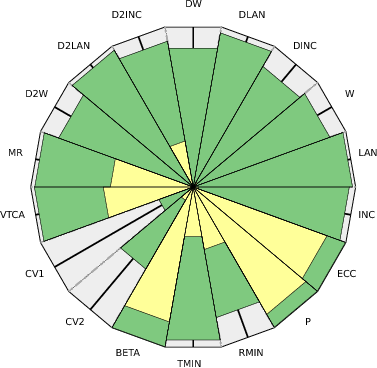 DW
D2INC
DLAN
D2LAN
DINC
D2W
W
MR
LAN
VTCA
INC
CV1
ECC
CV2
P
BETA
RMIN
TMIN